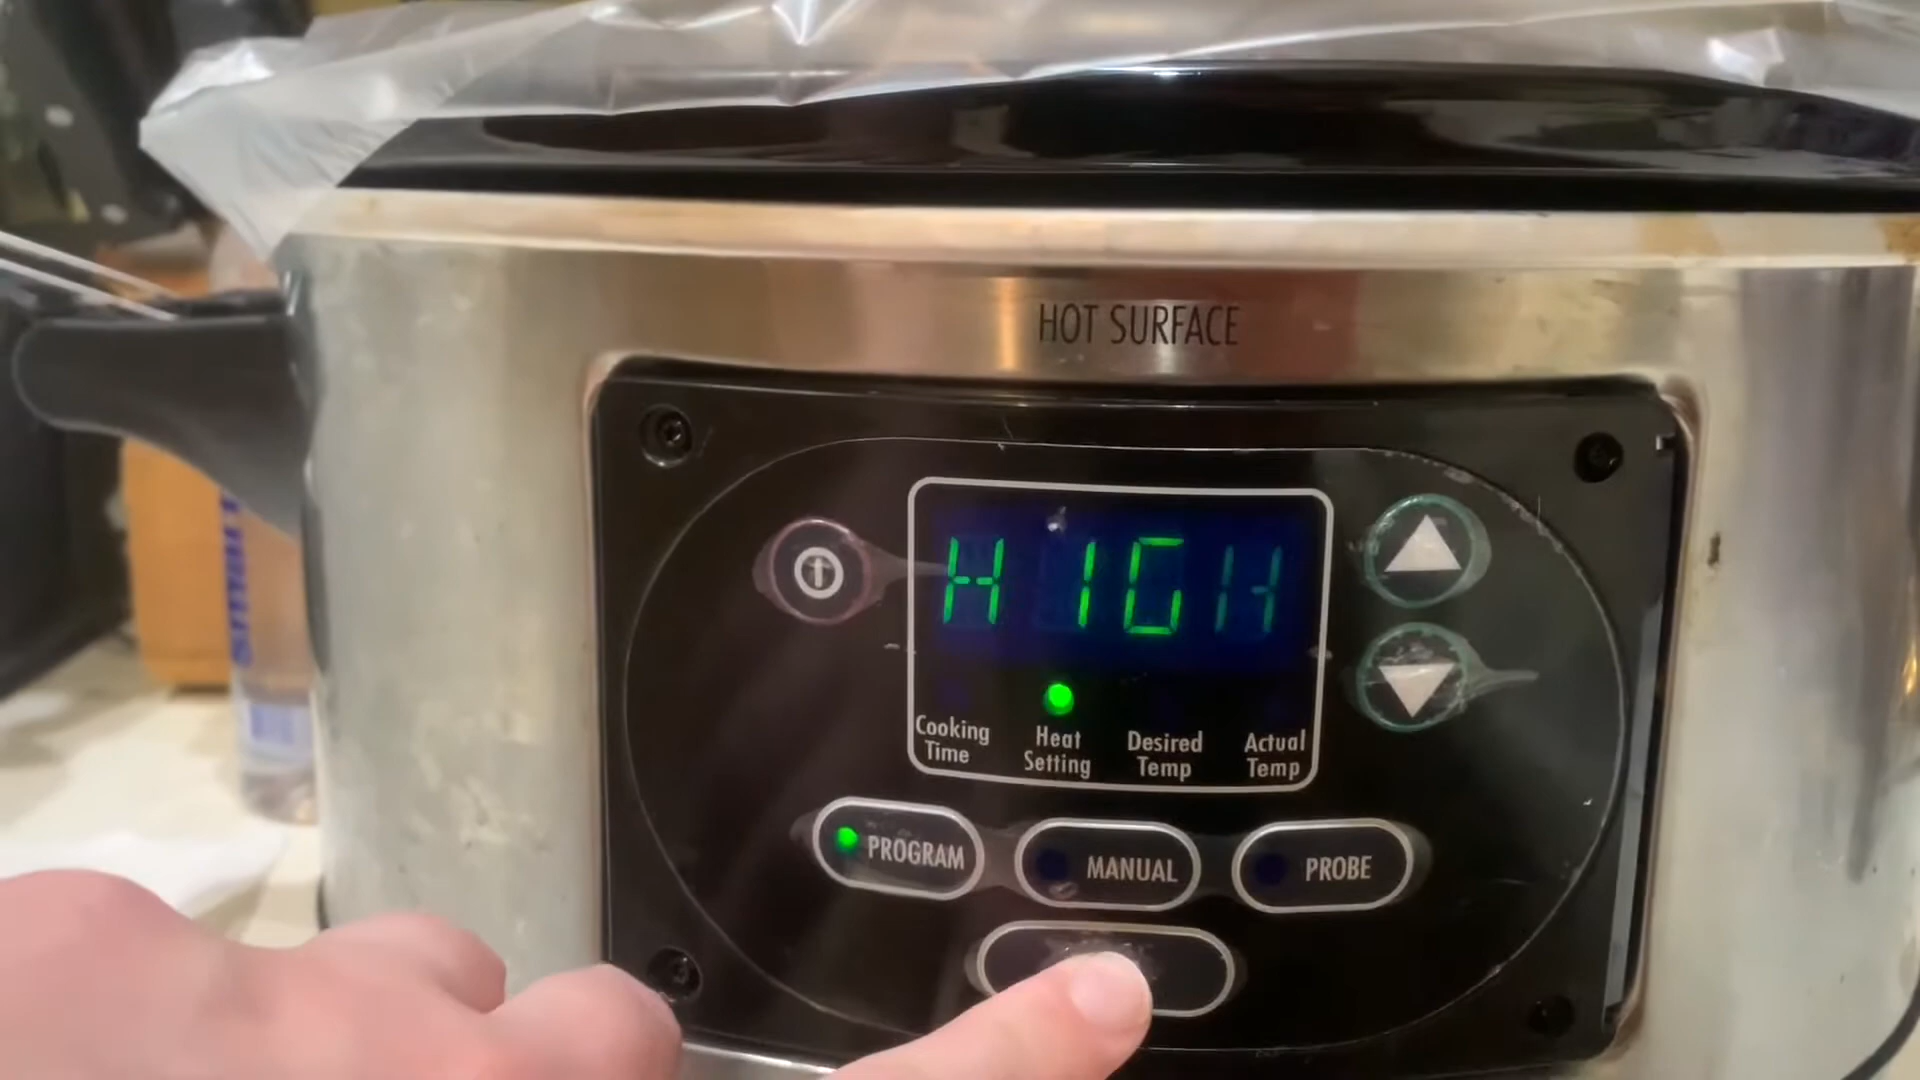 HOT SURFACE
HIGH
Cooking Time
Heat Setting
Desired Temp
Actual Temp
PROGRAM
MANUAL
PROBE